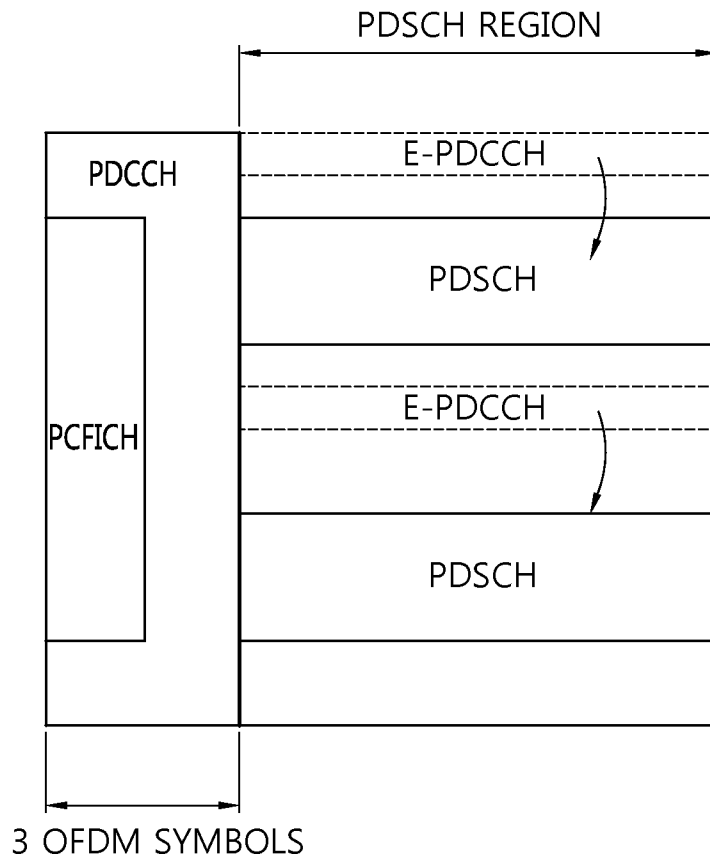 PDSCH REGION
E-PDCCH
PDCCH
PDSCH
E-PDCCH
PCFICH
PDSCH
3 OFDM SYMBOLS